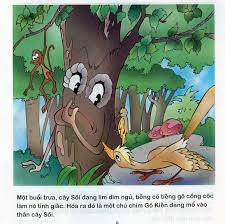 Một buổi trưa, cây Sồi đang lim dim ngủ, bỗng có tiếng gõ cồng cộc
làm nó tỉnh giấc. Hóa ra đó là một chú chim Gõ Kiến đang mổ vào
thân cây Sồi.